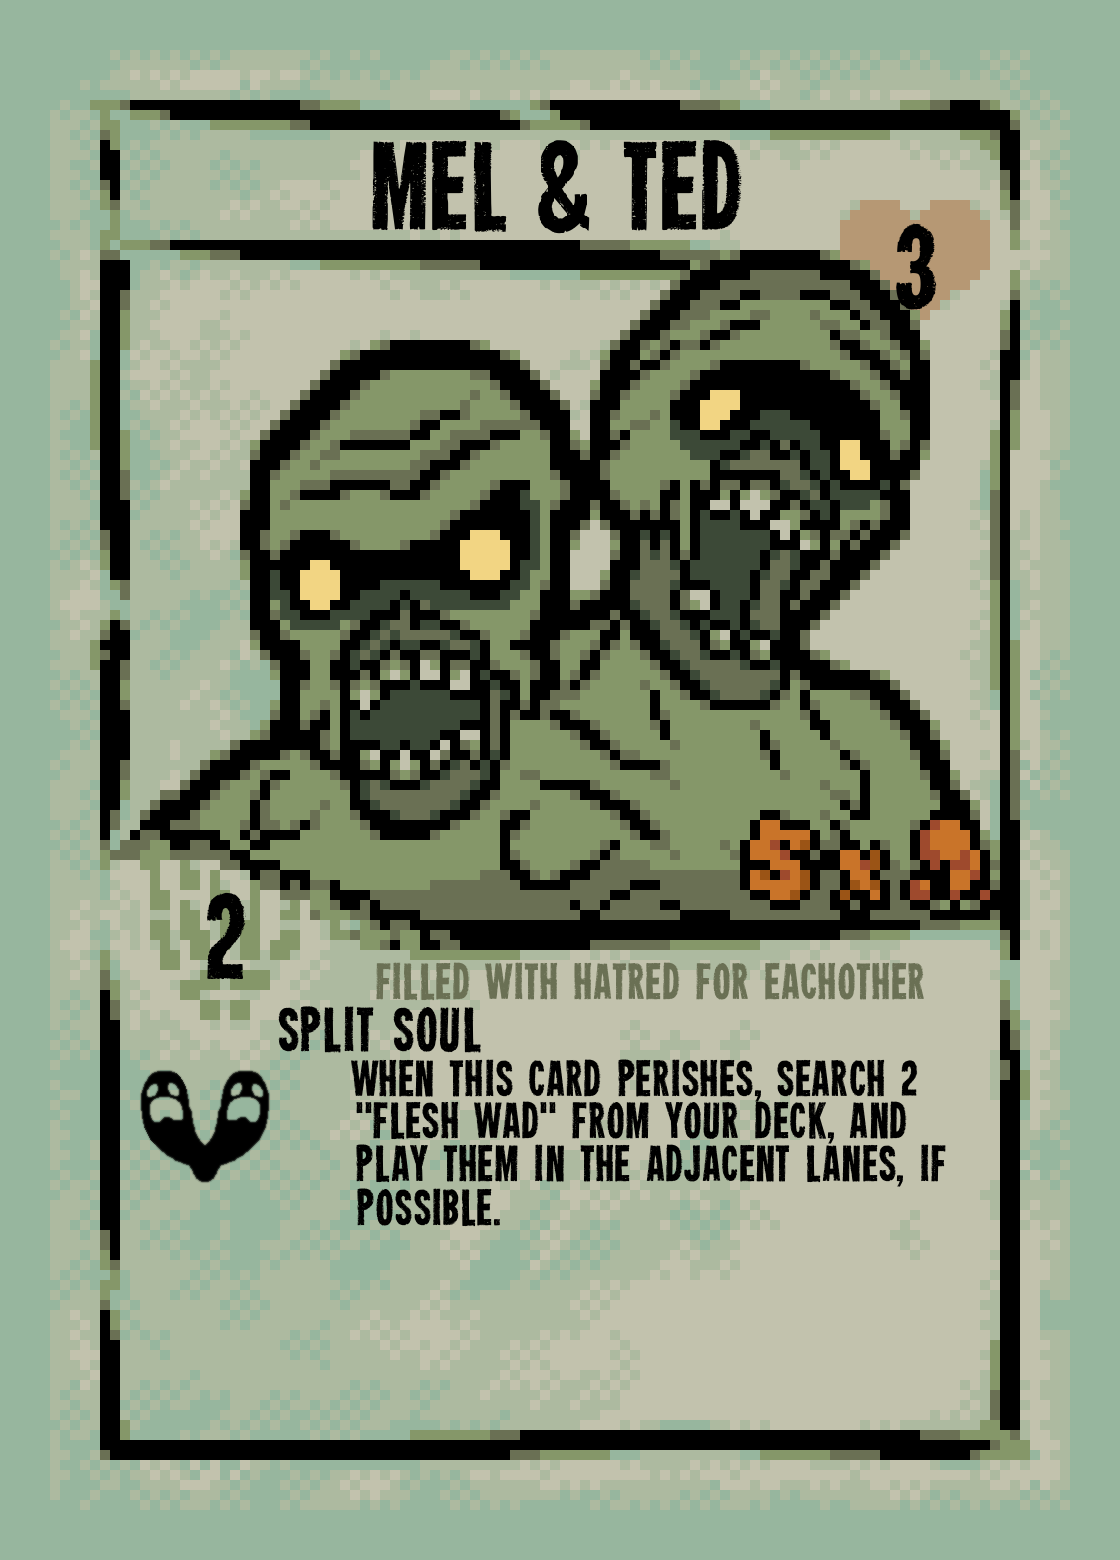 MEL & TED
3
5x
2
FILLED WITH HATRED FOR EACHOTHER
SPLIT SOUL
WHEN THIS CARD PERISHES, SEARCH 2
"FLESH WAD" FROM YOUR DECK, AND
PLAY THEM IN THE ADJACENT LANES, IF
POSSIBLE.